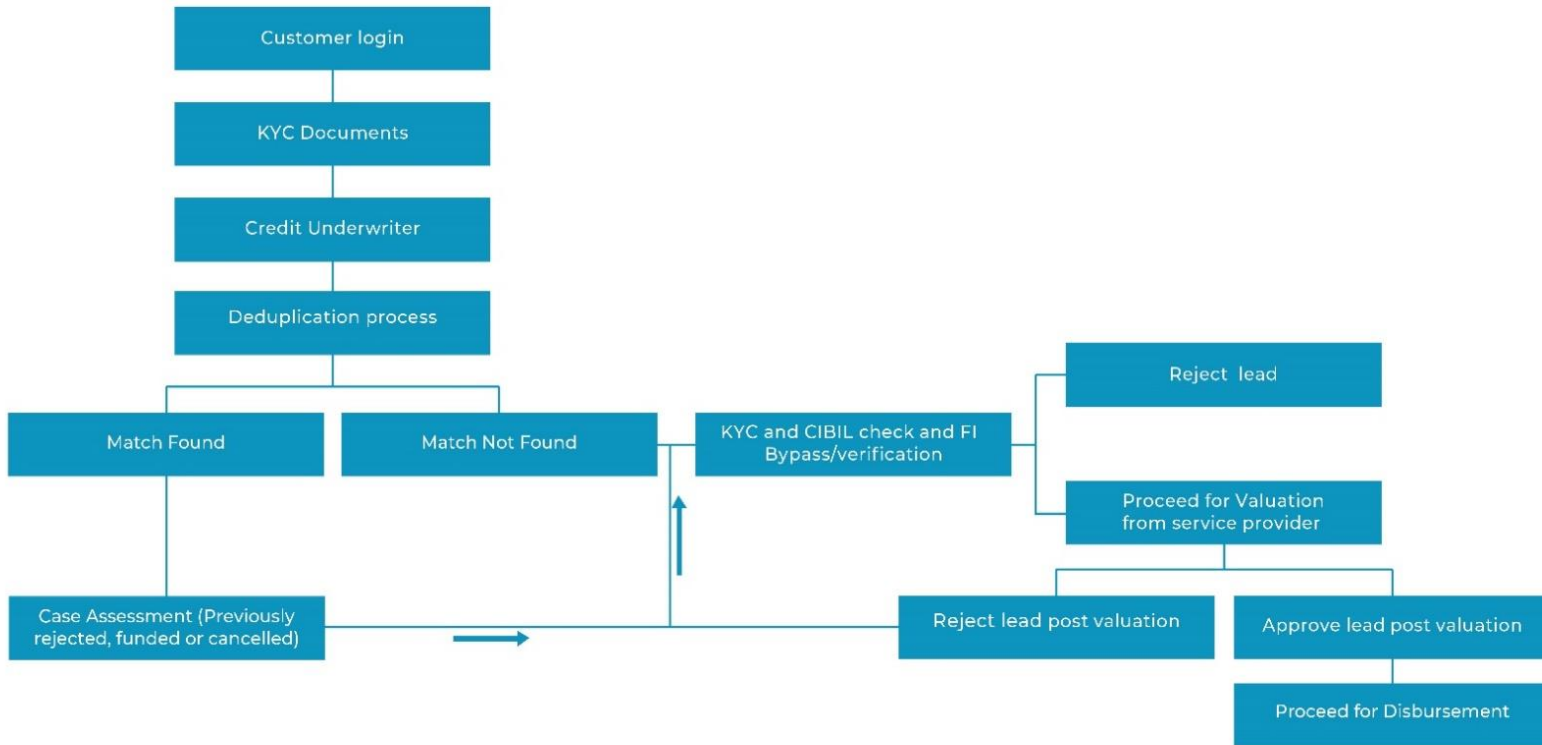 Customer login
KYC Documents
Credit Underwriter
Deduplication process
Match Found
Match Not Found
KYC and CIBIL check and FI
Bypass/verification
Reject lead
Proceed for Valuation
from service provider
Case Assessment (Previously
rejected, funded or cancelled)
Reject lead post valuation
Approve lead post valuation
Proceed for Disbursement